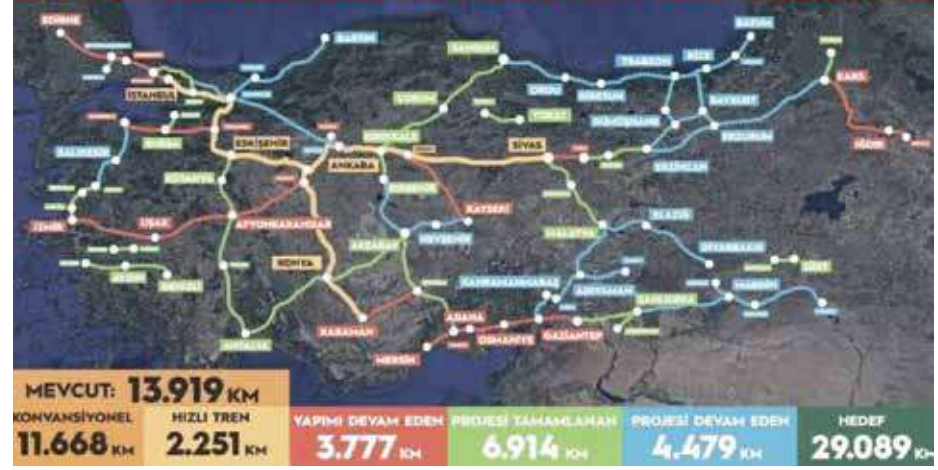 EDİRNE
BARTIN
SAMSUN
ARTVİN
RİZE
TRABZON
İSTANBUL
ORDU
GİRESUN
KARS
ÇORUM
TOKAT
GÜMÜŞHANE
BAYBURT
BURSA
ESKİŞEHİR
KIRIKKALE
SİVAS
ERZURUM
IĞDIR
BALIKESİR
ANKARA
ERZİNCAN
KÜTAHYA
KIRŞEHİR
KAYSERİ
ELAZIĞ
İZMİR
UŞAK
AFYONKARAHİSAR
NEVŞEHİR
MALATYA
AKSARAY
DİYARBAKIR
AYDIN
DENİZLİ
KONYA
KAHRAMANMARAŞ
ADIYAMAN
SİİRT
MARDİN
ŞANLIURFA
ANTALYA
KARAMAN
ADANA
OSMANİYE
GAZİANTEP
MERSİN
MEVCUT: 13.919 KM
KONVANSİYONEL
11.668 KM
HIZLI TREN
2.251 KM
YAPIMI DEVAM EDEN
3.777 KM
PROJESİ TAMAMLANAN
6.914 KM
PROJESİ DEVAM EDEN
4.479 KM
HEDEF
29.089 KM